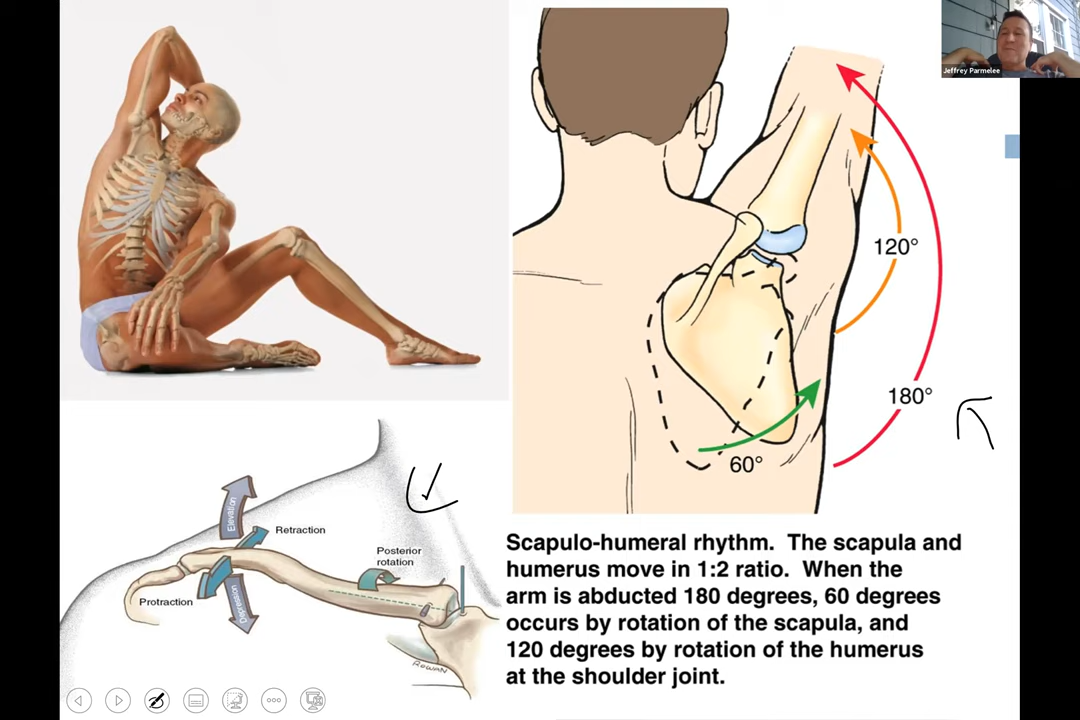 Jeffrey Parmelee
120°
180°
60°
Elevation
Retraction
Posterior
rotation
Protraction
Depression
ROWAN
Scapulo-humeral rhythm. The scapula and
humerus move in 1:2 ratio. When the
arm is abducted 180 degrees, 60 degrees
occurs by rotation of the scapula, and
120 degrees by rotation of the humerus
at the shoulder joint.